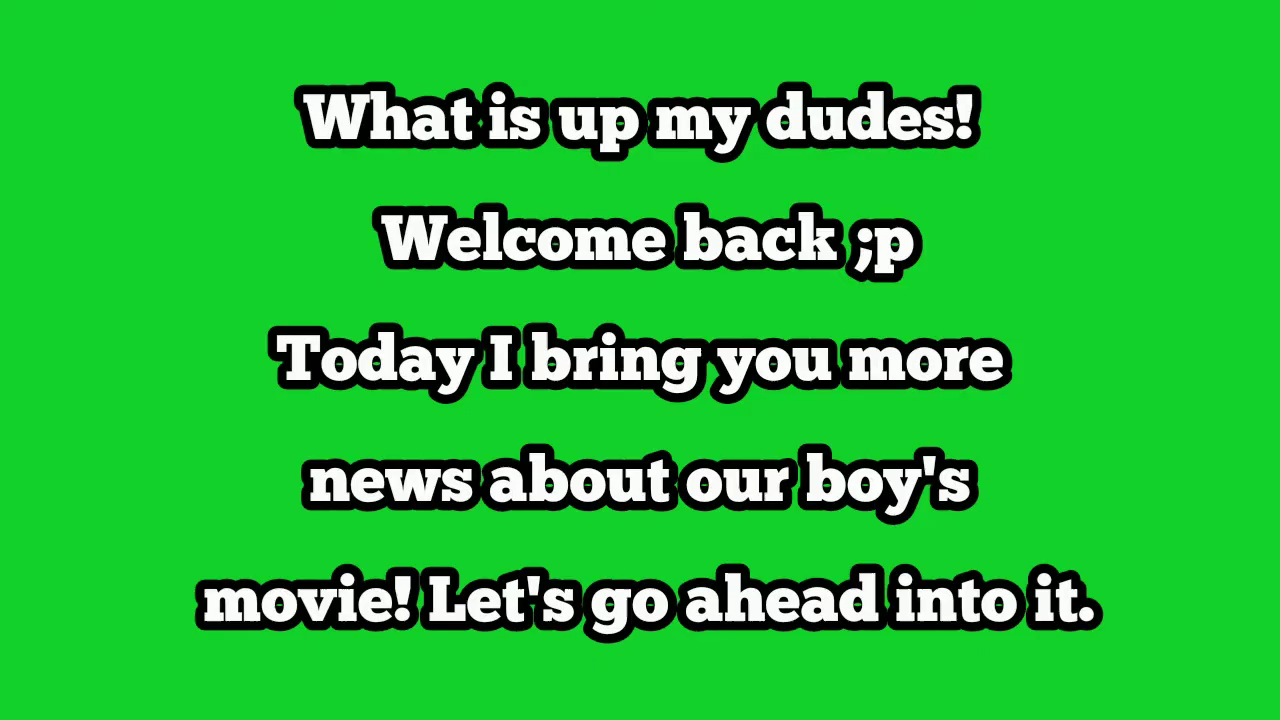 What is up my dudes!
Welcome back ;p
Today I bring you more
news about our boy's
movie! Let's go ahead into it.